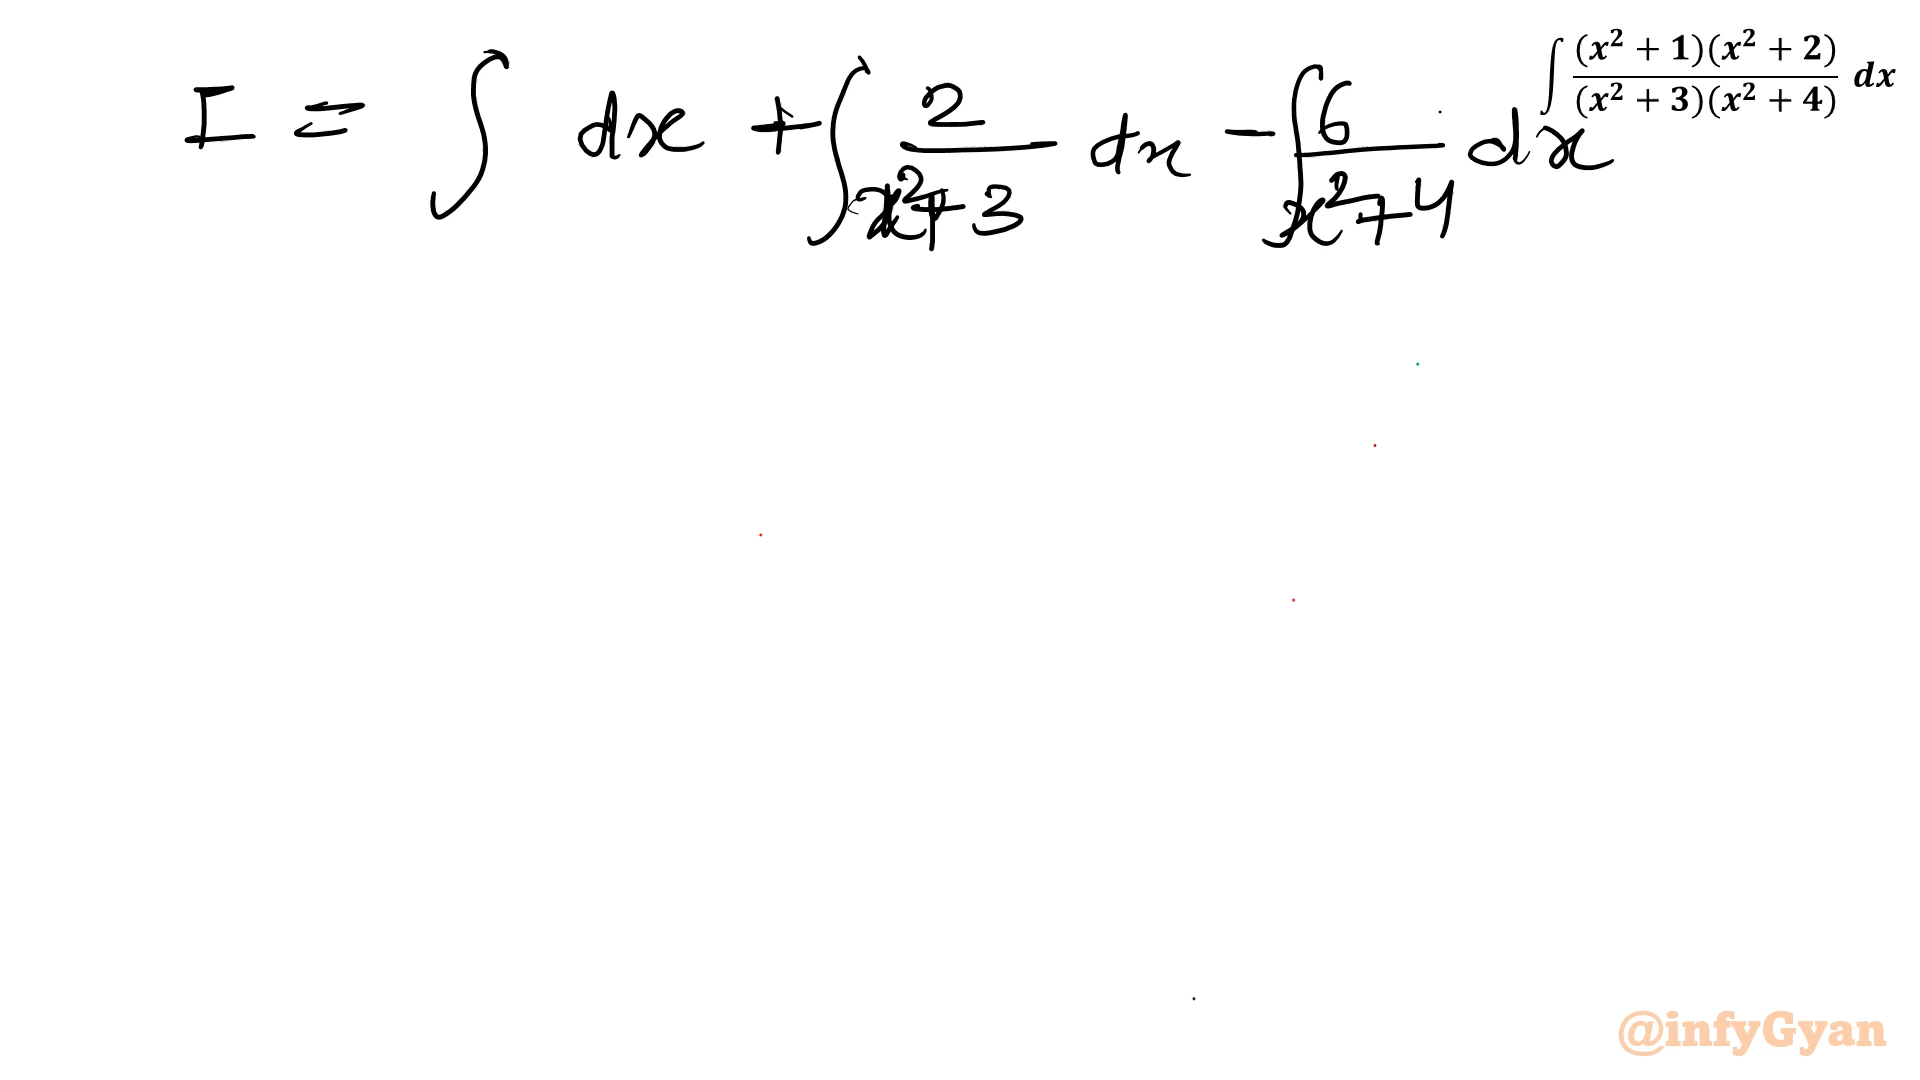 ∫ (x² + 1)(x² + 2) / (x² + 3)(x² + 4) dx
I = ∫ dx + ∫ 2 / x² + 3 dx - ∫ 6 / x² + 4 dx
@infyGyan